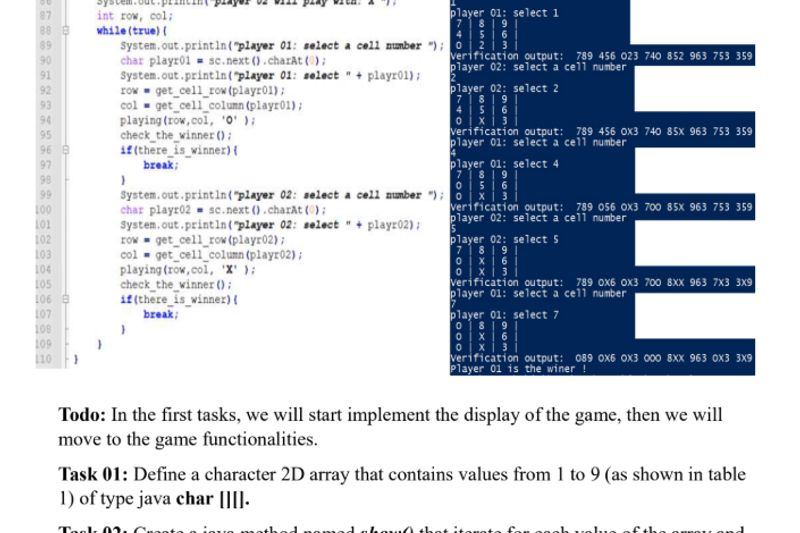 System.out.println("player 02 will play with: X ");
87 int row, col;
88 while(true){
89 System.out.println("player 01: select a cell number ");
90 char playr01 = sc.next().charAt(0);
91 System.out.println("player 01: select " + playr01);
92 row = get_cell_row(playr01);
93 col = get_cell_column(playr01);
94 playing(row,col, 'O' );
95 check_the_winner();
96 if(there_is_winner){
97 break;
98 }
99 System.out.println("player 02: select a cell number ");
100 char playr02 = sc.next().charAt(0);
101 System.out.println("player 02: select " + playr02);
102 row = get_cell_row(playr02);
103 col = get_cell_column(playr02);
104 playing(row,col, 'X' );
105 check_the_winner();
106 if(there_is_winner){
107 break;
108 }
109 }
110 }
1
player 01: select 1
7 | 8 | 9 |
4 | 5 | 6 |
O | 2 | 3 |
Verification output: 789 456 O23 74O 852 963 753 359
player 02: select a cell number
2
player 02: select 2
7 | 8 | 9 |
4 | 5 | 6 |
O | X | 3 |
Verification output: 789 456 OX3 74O 85X 963 753 359
player 01: select a cell number
4
player 01: select 4
7 | 8 | 9 |
O | 5 | 6 |
O | X | 3 |
Verification output: 789 O56 OX3 7OO 85X 963 753 359
player 02: select a cell number
5
player 02: select 5
7 | 8 | 9 |
O | X | 6 |
O | X | 3 |
Verification output: 789 OX6 OX3 7OO 8XX 963 7X3 3X9
player 01: select a cell number
7
player 01: select 7
O | 8 | 9 |
O | X | 6 |
O | X | 3 |
Verification output: O89 OX6 OX3 OOO 8XX 963 OX3 3X9
Player 01 is the winer !
Todo: In the first tasks, we will start implement the display of the game, then we will
move to the game functionalities.
Task 01: Define a character 2D array that contains values from 1 to 9 (as shown in table
1) of type java char [][].
Task 02: Create a java method named show() that iterate for each value of the array and